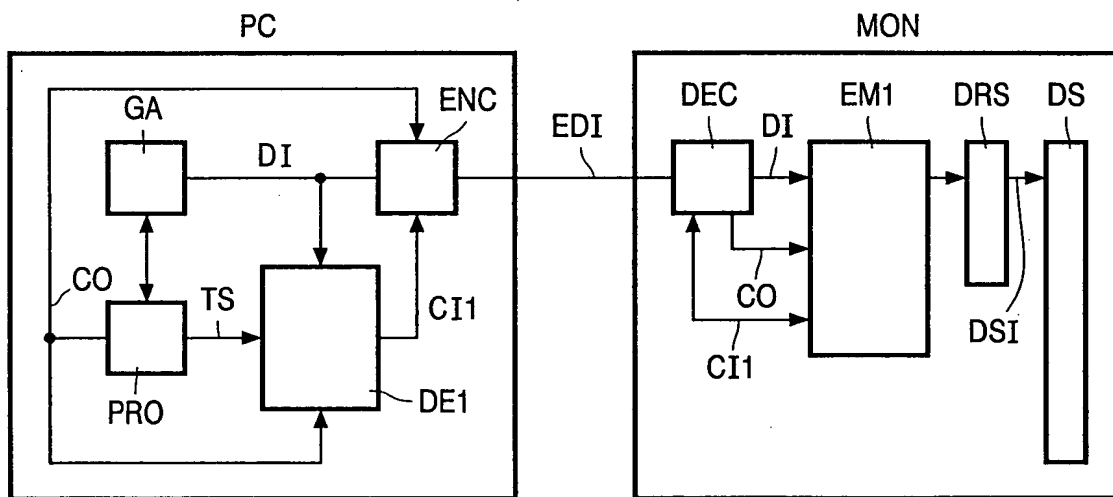 PC
MON
GA
ENC
DI
EDI
DEC
DI
EM1
DRS
DS
CO
TS
CI1
PRO
DE1
CO
CI1
DSI